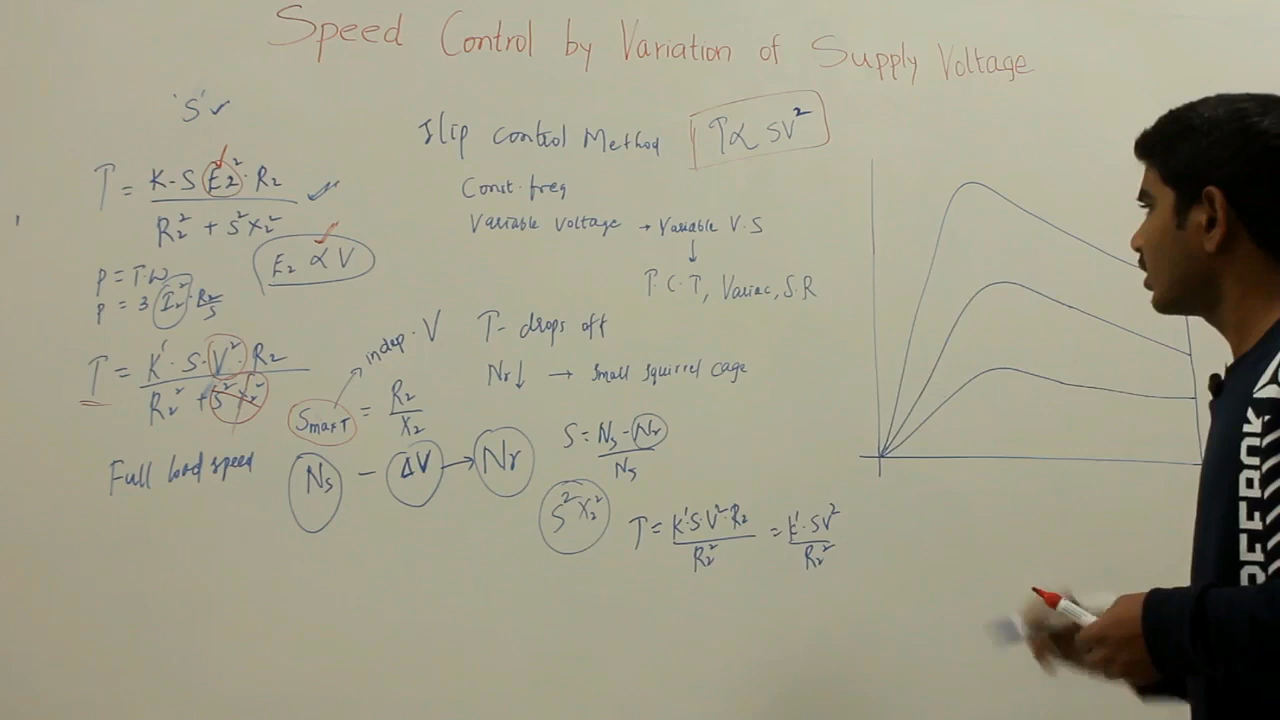 Speed Control by Variation of Supply Voltage
'S' ✓
T = K·S E2²·R2 / R2² + S²X2² ✓
E2 ∝ V
P = T·ω
P = 3 I2²·R2/S
T = K'·S·V²·R2 / R2² + S²X2²
Full load speed
Slip control Method
T ∝ SV²
Const. freq
Variable voltage → Variable V.S
↓
T.C.T, Variac, S.R
indep. V
T - drops off
Nr↓ → Small squirrel cage
SmaxT = R2/X2
Ns - ΔV → Nr
S = Ns - Nr / Ns
S²X2²
T = K'·S·V²·R2 / R2² = K'·SV² / R2²
REEBOK